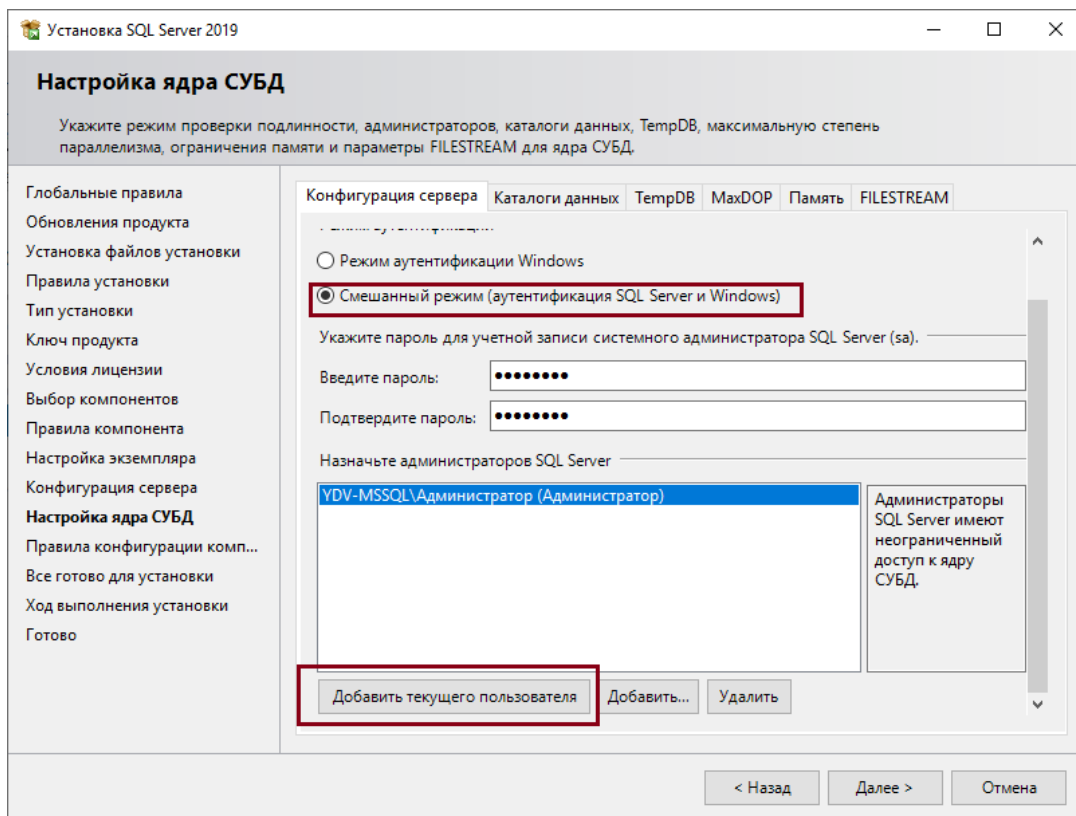 Установка SQL Server 2019
Настройка ядра СУБД
Укажите режим проверки подлинности, администраторов, каталоги данных, TempDB, максимальную степень
параллелизма, ограничения памяти и параметры FILESTREAM для ядра СУБД.
Глобальные правила
Обновления продукта
Установка файлов установки
Правила установки
Тип установки
Ключ продукта
Условия лицензии
Выбор компонентов
Правила компонента
Настройка экземпляра
Конфигурация сервера
Настройка ядра СУБД
Правила конфигурации комп...
Все готово для установки
Ход выполнения установки
Готово
Конфигурация сервера Каталоги данных TempDB MaxDOP Память FILESTREAM
Режим аутентификации
Режим аутентификации Windows
Смешанный режим (аутентификация SQL Server и Windows)
Укажите пароль для учетной записи системного администратора SQL Server (sa).
Введите пароль: ●●●●●●●●
Подтвердите пароль: ●●●●●●●●
Назначьте администраторов SQL Server
YDV-MSSQL\Администратор (Администратор)
Администраторы
SQL Server имеют
неограниченный
доступ к ядру
СУБД.
Добавить текущего пользователя Добавить... Удалить
< Назад Далее > Отмена